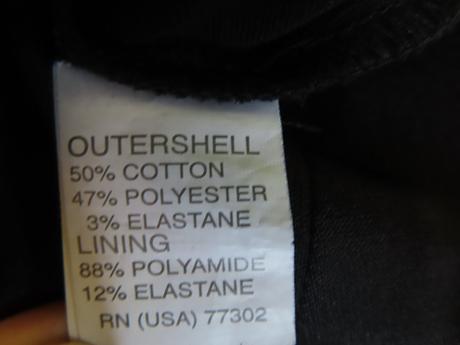 OUTERSHELL
50% COTTON
47% POLYESTER
3% ELASTANE
LINING
88% POLYAMIDE
12% ELASTANE
RN (USA) 77302